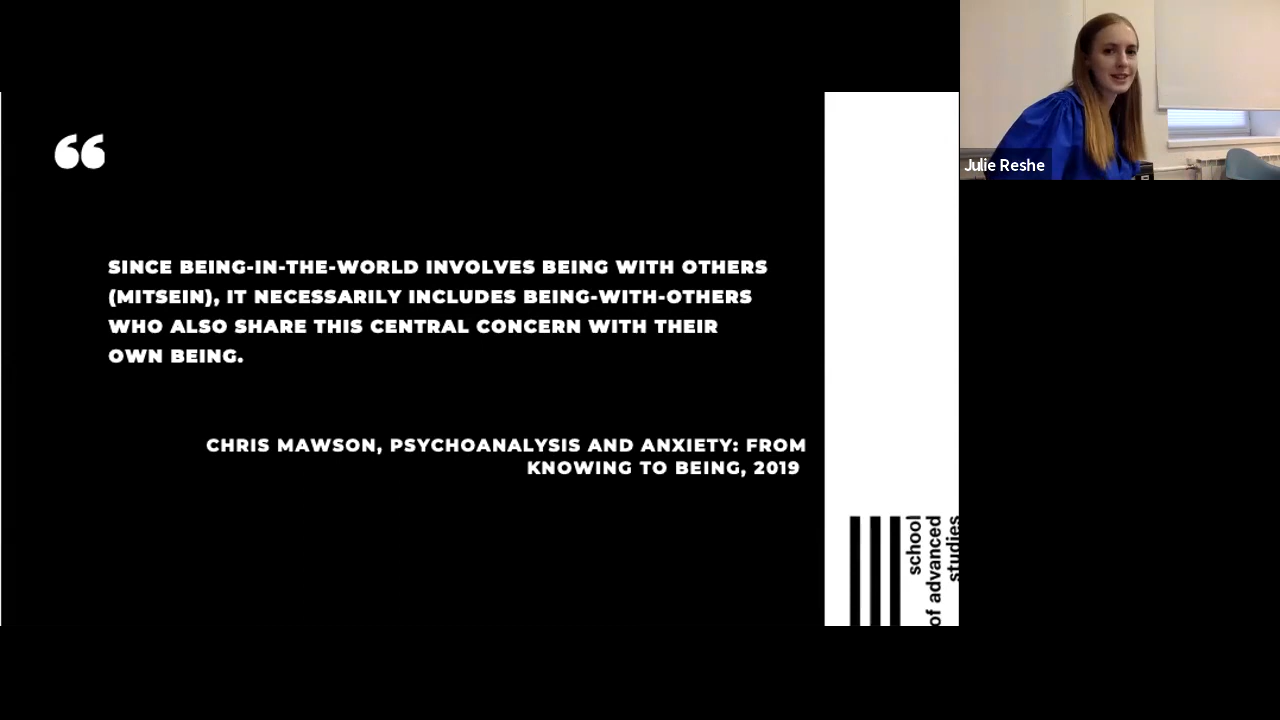 “
SINCE BEING-IN-THE-WORLD INVOLVES BEING WITH OTHERS
(MITSEIN), IT NECESSARILY INCLUDES BEING-WITH-OTHERS
WHO ALSO SHARE THIS CENTRAL CONCERN WITH THEIR
OWN BEING.
CHRIS MAWSON, PSYCHOANALYSIS AND ANXIETY: FROM
KNOWING TO BEING, 2019
school
of advanced
studies
Julie Reshe